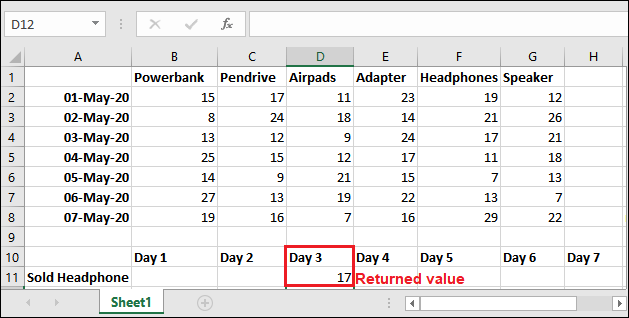 D12 fx
A B C D E F G H
1 Powerbank Pendrive Airpads Adapter Headphones Speaker
2 01-May-20 15 17 11 23 19 12
3 02-May-20 8 24 18 14 21 26
4 03-May-20 13 12 9 24 17 21
5 04-May-20 25 15 12 17 11 18
6 05-May-20 14 9 21 15 7 13
7 06-May-20 27 13 19 22 13 7
8 07-May-20 19 16 7 16 29 22
9
10 Day 1 Day 2 Day 3 Day 4 Day 5 Day 6 Day 7
11 Sold Headphone 17 Returned value
Sheet1